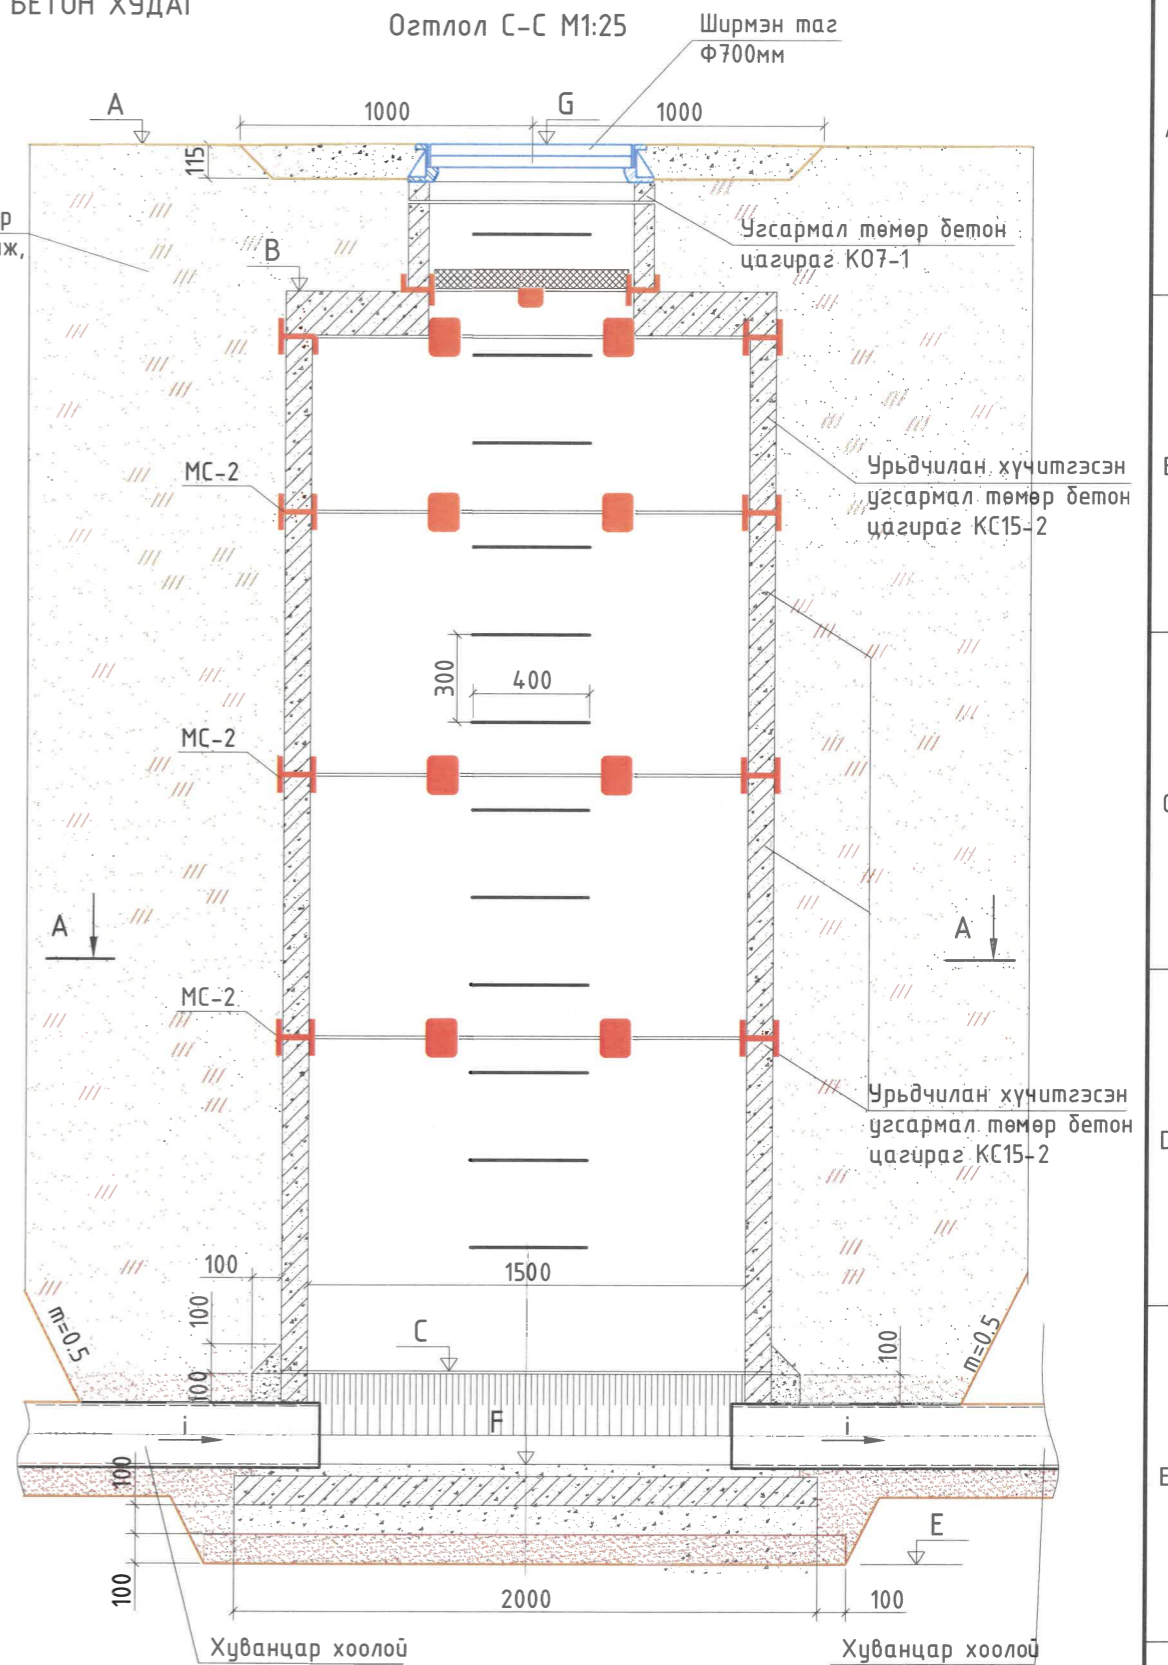 БЕТОН ХУДАГ
Огтлол С-С М1:25
Ширмэн таг
Ф700мм
A
1000
G
1000
115
B
Угсармал төмөр бетон
цагираг КО7-1
МС-2
Урьдчилан хүчитгэсэн
угсармал төмөр бетон
цагираг КС15-2
300
400
МС-2
A
A
МС-2
Урьдчилан хүчитгэсэн
угсармал төмөр бетон
цагираг КС15-2
100
1500
100
m=0.5
C
100
m=0.5
100
i
F
i
100
E
100
2000
100
Хуванцар хоолой
Хуванцар хоолой